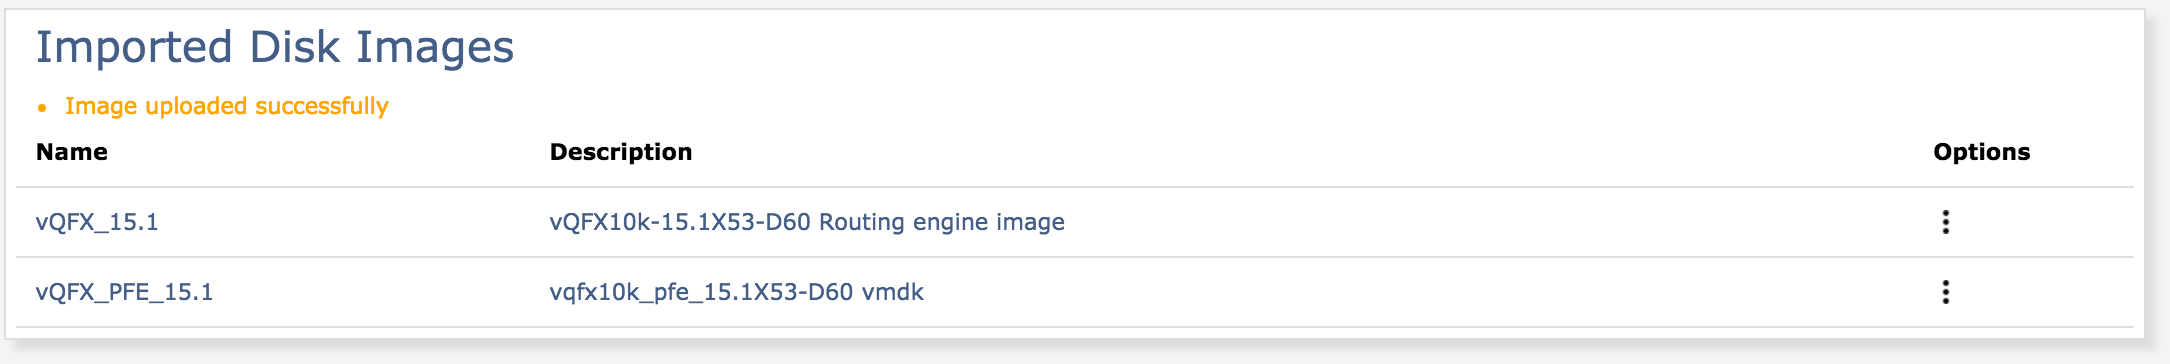 Imported Disk Images
Image uploaded successfully
Name Description Options
vQFX_15.1 vQFX10k-15.1X53-D60 Routing engine image
vQFX_PFE_15.1 vqfx10k_pfe_15.1X53-D60 vmdk